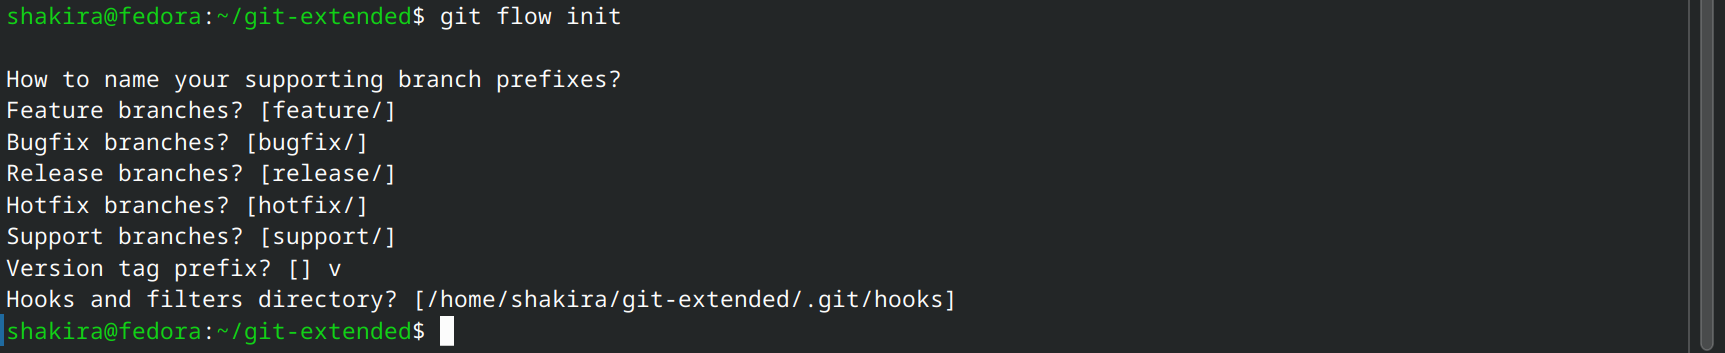 shakira@fedora:~/git-extended$ git flow init
How to name your supporting branch prefixes?
Feature branches? [feature/]
Bugfix branches? [bugfix/]
Release branches? [release/]
Hotfix branches? [hotfix/]
Support branches? [support/]
Version tag prefix? [] v
Hooks and filters directory? [/home/shakira/git-extended/.git/hooks]
shakira@fedora:~/git-extended$